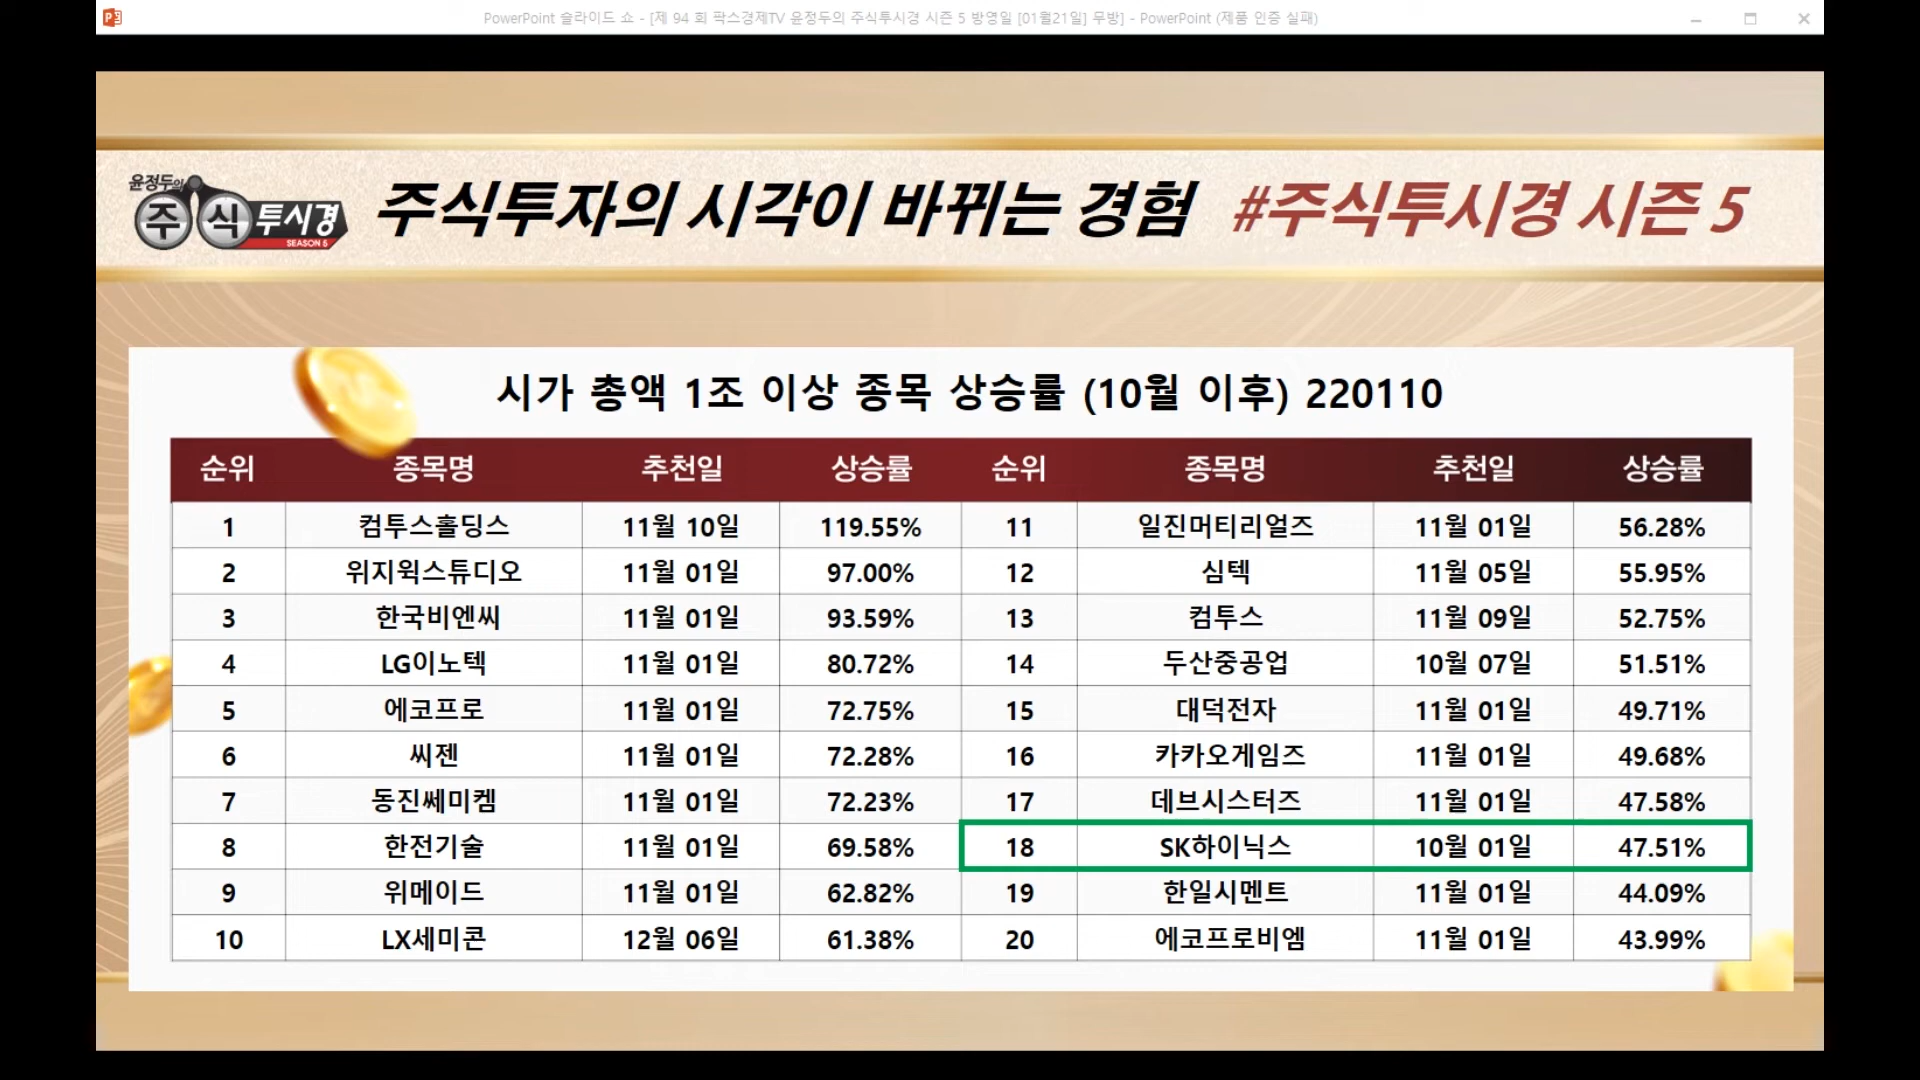 PowerPoint 슬라이드 쇼 - [제 94 회 팍스경제TV 윤정두의 주식투시경 시즌 5 방영일 [01월21일] 무방] - PowerPoint (제품 인증 실패)
윤정두의
주식투시경
SEASON 5
주식투자의 시각이 바뀌는 경험 #주식투시경 시즌 5
시가 총액 1조 이상 종목 상승률 (10월 이후) 220110
순위 종목명 추천일 상승률 순위 종목명 추천일 상승률
1 컴투스홀딩스 11월 10일 119.55% 11 일진머티리얼즈 11월 01일 56.28%
2 위지윅스튜디오 11월 01일 97.00% 12 심텍 11월 05일 55.95%
3 한국비엔씨 11월 01일 93.59% 13 컴투스 11월 09일 52.75%
4 LG이노텍 11월 01일 80.72% 14 두산중공업 10월 07일 51.51%
5 에코프로 11월 01일 72.75% 15 대덕전자 11월 01일 49.71%
6 씨젠 11월 01일 72.28% 16 카카오게임즈 11월 01일 49.68%
7 동진쎄미켐 11월 01일 72.23% 17 데브시스터즈 11월 01일 47.58%
8 한전기술 11월 01일 69.58% 18 SK하이닉스 10월 01일 47.51%
9 위메이드 11월 01일 62.82% 19 한일시멘트 11월 01일 44.09%
10 LX세미콘 12월 06일 61.38% 20 에코프로비엠 11월 01일 43.99%